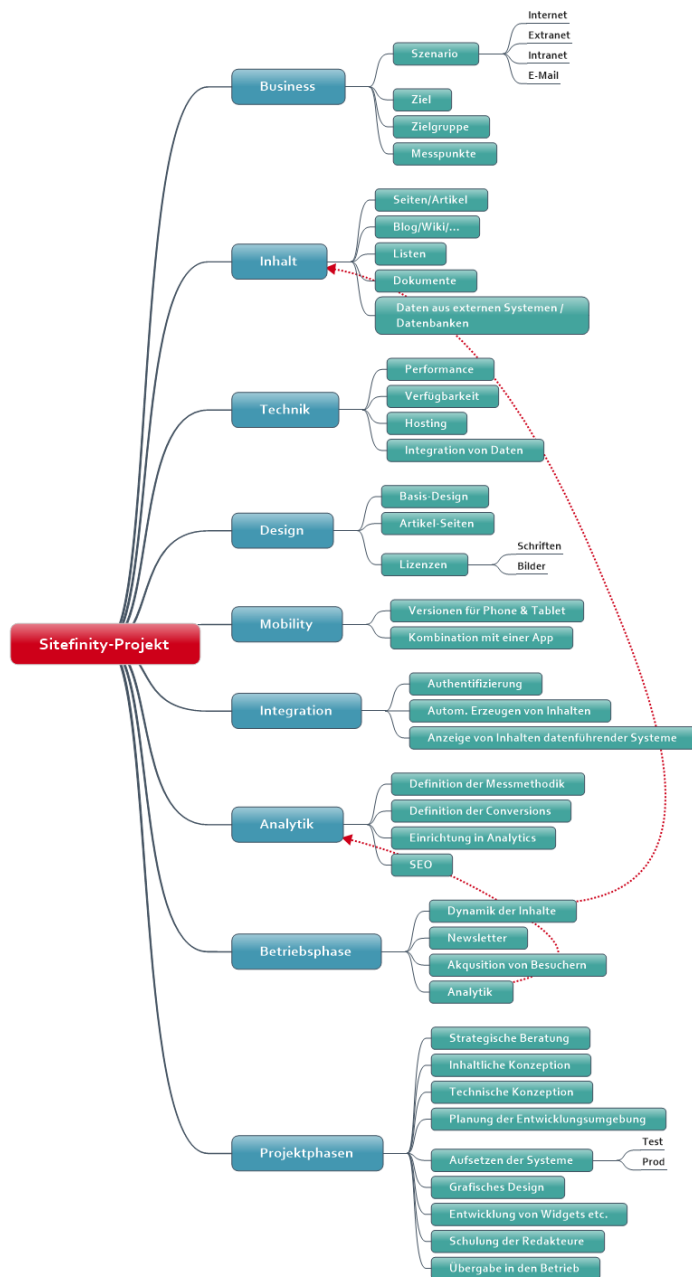 Sitefinity-Projekt
Business
Szenario
Internet
Extranet
Intranet
E-Mail
Ziel
Zielgruppe
Messpunkte
Inhalt
Seiten/Artikel
Blog/Wiki/...
Listen
Dokumente
Daten aus externen Systemen /
Datenbanken
Technik
Performance
Verfügbarkeit
Hosting
Integration von Daten
Design
Basis-Design
Artikel-Seiten
Lizenzen
Schriften
Bilder
Mobility
Versionen für Phone & Tablet
Kombination mit einer App
Integration
Authentifizierung
Autom. Erzeugen von Inhalten
Anzeige von Inhalten datenführender Systeme
Analytik
Definition der Messmethodik
Definition der Conversions
Einrichtung in Analytics
SEO
Betriebsphase
Dynamik der Inhalte
Newsletter
Akqusition von Besuchern
Analytik
Projektphasen
Strategische Beratung
Inhaltliche Konzeption
Technische Konzeption
Planung der Entwicklungsumgebung
Aufsetzen der Systeme
Test
Prod
Grafisches Design
Entwicklung von Widgets etc.
Schulung der Redakteure
Übergabe in den Betrieb